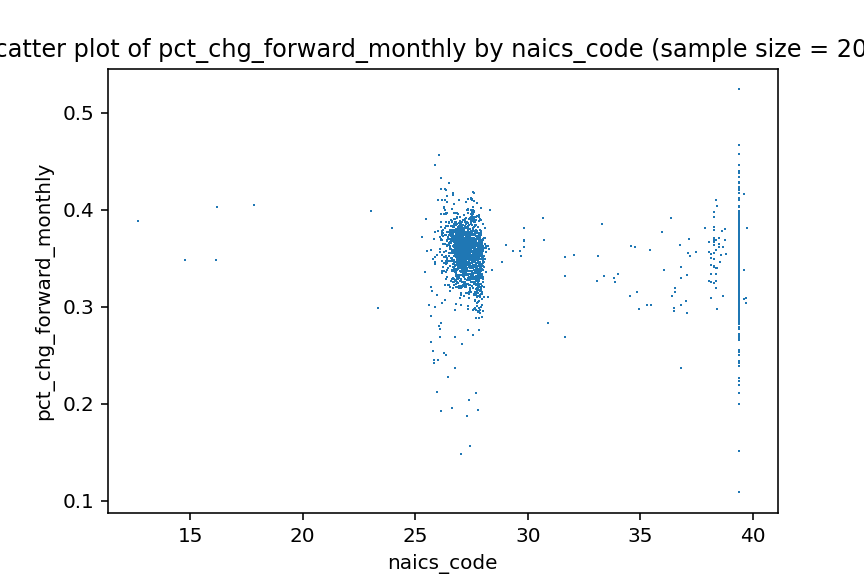 catter plot of pct_chg_forward_monthly by naics_code (sample size = 20
0.5
0.4
0.3
0.2
0.1
pct_chg_forward_monthly
15 20 25 30 35 40
naics_code